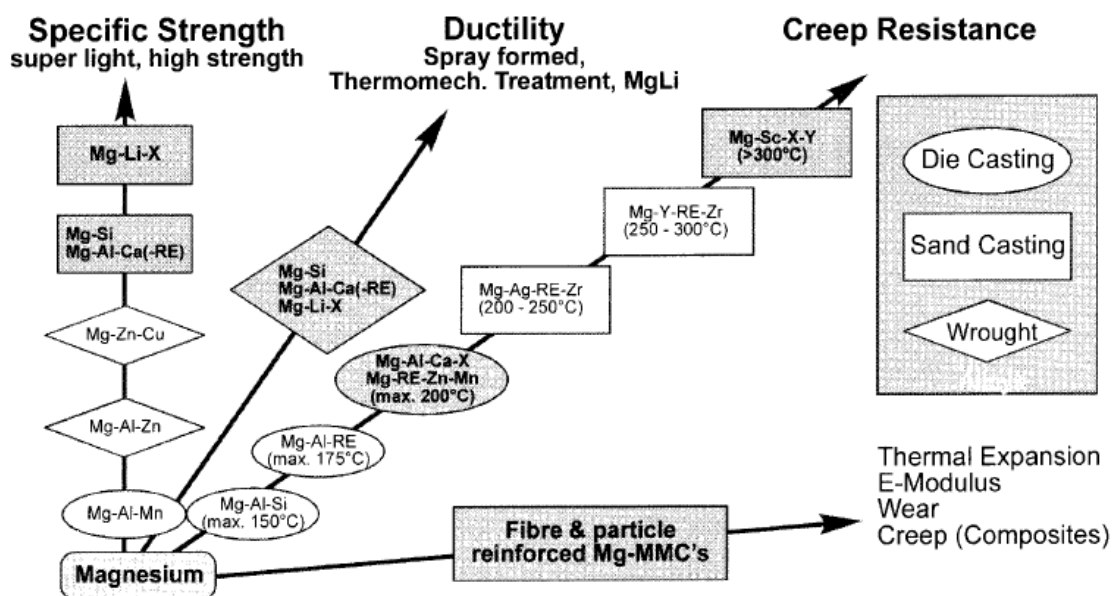 Specific Strength
super light, high strength
Ductility
Spray formed,
Thermomech. Treatment, MgLi
Creep Resistance
Mg-Li-X
Mg-Si
Mg-Al-Ca(-RE)
Mg-Zn-Cu
Mg-Al-Zn
Mg-Al-Mn
Magnesium
Mg-Si
Mg-Al-Ca(-RE)
Mg-Li-X
Mg-Sc-X-Y
(>300°C)
Mg-Y-RE-Zr
(250 - 300°C)
Mg-Ag-RE-Zr
(200 - 250°C)
Mg-Al-Ca-X
Mg-RE-Zn-Mn
(max. 200°C)
Mg-Al-RE
(max. 175°C)
Mg-Al-Si
(max. 150°C)
Fibre & particle
reinforced Mg-MMC's
Die Casting
Sand Casting
Wrought
Thermal Expansion
E-Modulus
Wear
Creep (Composites)